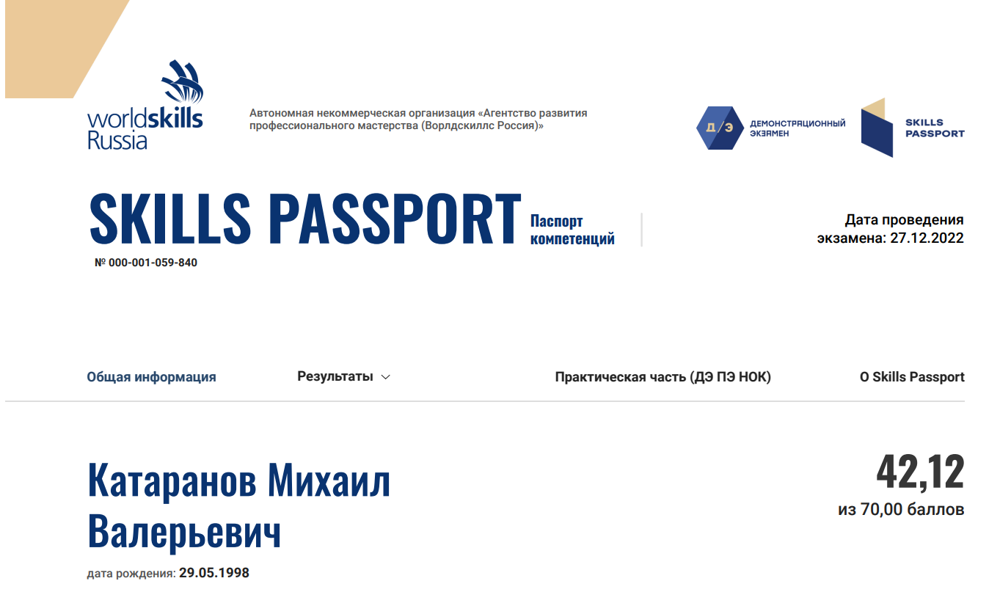 worldskills
Russia
Автономная некоммерческая организация «Агентство развития
профессионального мастерства (Ворлдскиллс Россия)»
Д/Э
ДЕМОНСТРАЦИОННЫЙ
ЭКЗАМЕН
SKILLS
PASSPORT
SKILLS PASSPORT
Паспорт
компетенций
Дата проведения
экзамена: 27.12.2022
№ 000-001-059-840
Общая информация
Результаты
Практическая часть (ДЭ ПЭ НОК)
О Skills Passport
Катаранов Михаил
Валерьевич
42,12
из 70,00 баллов
дата рождения: 29.05.1998